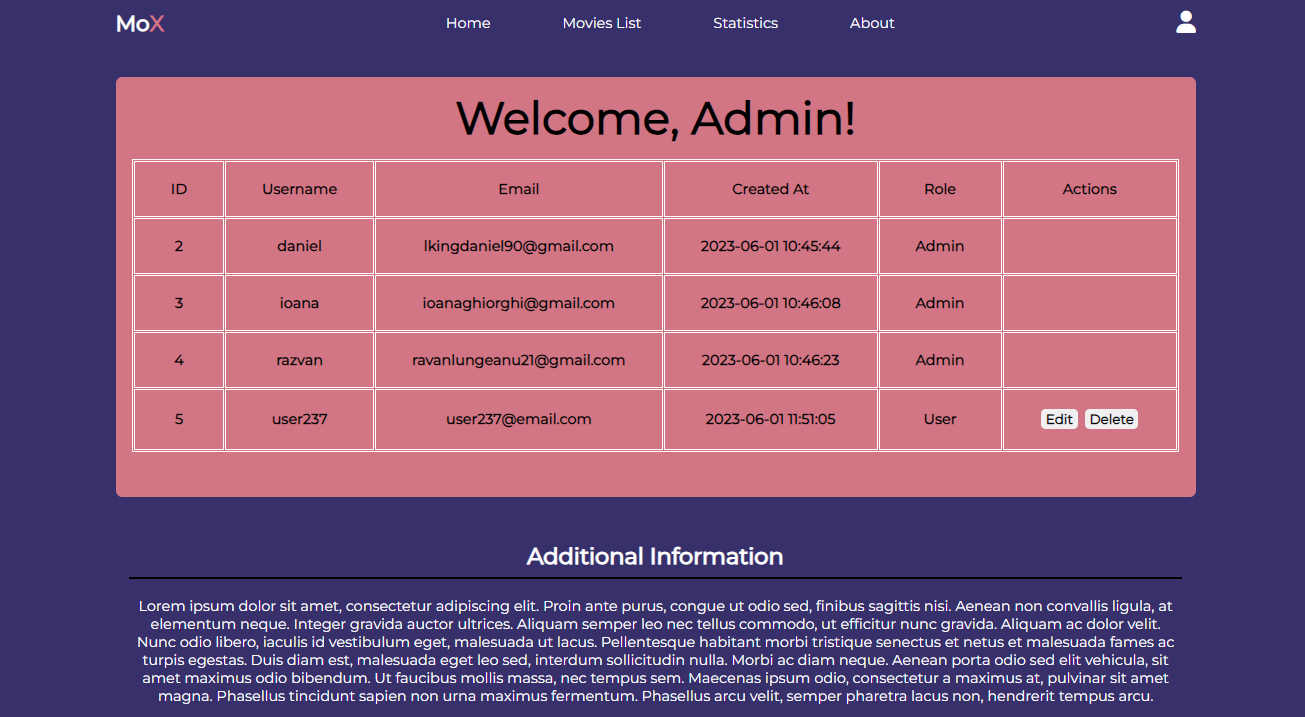 MoX Home Movies List Statistics About
Welcome, Admin!
ID Username Email Created At Role Actions
2 daniel lkingdaniel90@gmail.com 2023-06-01 10:45:44 Admin
3 ioana ioanaghiorghi@gmail.com 2023-06-01 10:46:08 Admin
4 razvan ravanlungeanu21@gmail.com 2023-06-01 10:46:23 Admin
5 user237 user237@email.com 2023-06-01 11:51:05 User Edit Delete
Additional Information
Lorem ipsum dolor sit amet, consectetur adipiscing elit. Proin ante purus, congue ut odio sed, finibus sagittis nisi. Aenean non convallis ligula, at
elementum neque. Integer gravida auctor ultrices. Aliquam semper leo nec tellus commodo, ut efficitur nunc gravida. Aliquam ac dolor velit.
Nunc odio libero, iaculis id vestibulum eget, malesuada ut lacus. Pellentesque habitant morbi tristique senectus et netus et malesuada fames ac
turpis egestas. Duis diam est, malesuada eget leo sed, interdum sollicitudin nulla. Morbi ac diam neque. Aenean porta odio sed elit vehicula, sit
amet maximus odio bibendum. Ut faucibus mollis massa, nec tempus sem. Maecenas ipsum odio, consectetur a maximus at, pulvinar sit amet
magna. Phasellus tincidunt sapien non urna maximus fermentum. Phasellus arcu velit, semper pharetra lacus non, hendrerit tempus arcu.